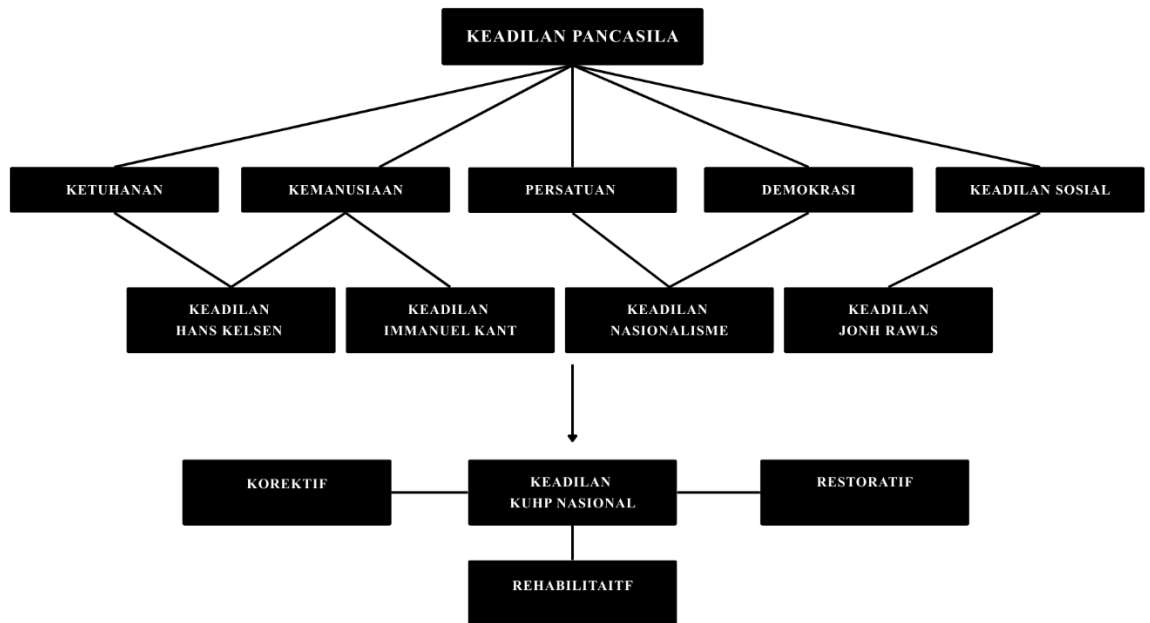 KEADILAN PANCASILA
KETUHANAN
KEMANUSIAAN
PERSATUAN
DEMOKRASI
KEADILAN SOSIAL
KEADILAN
HANS KELSEN
KEADILAN
IMMANUEL KANT
KEADILAN
NASIONALISME
KEADILAN
JONH RAWLS
KOREKTIF
KEADILAN
KUHP NASIONAL
RESTORATIF
REHABILITAITF